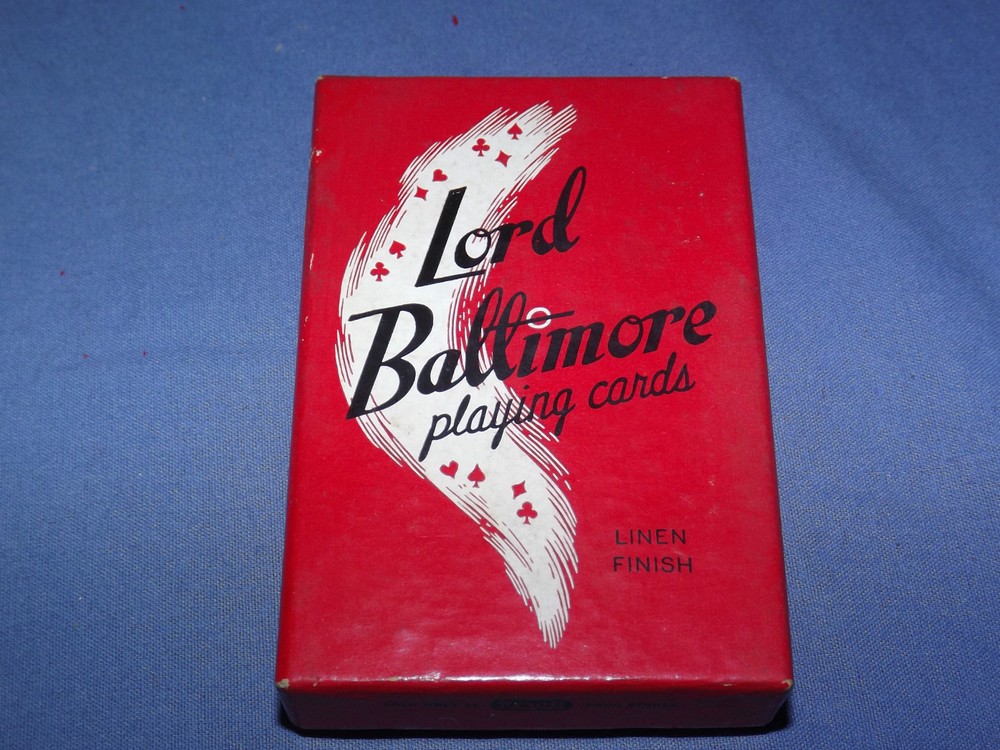 Lord
Baltimore
playing cards
LINEN
FINISH